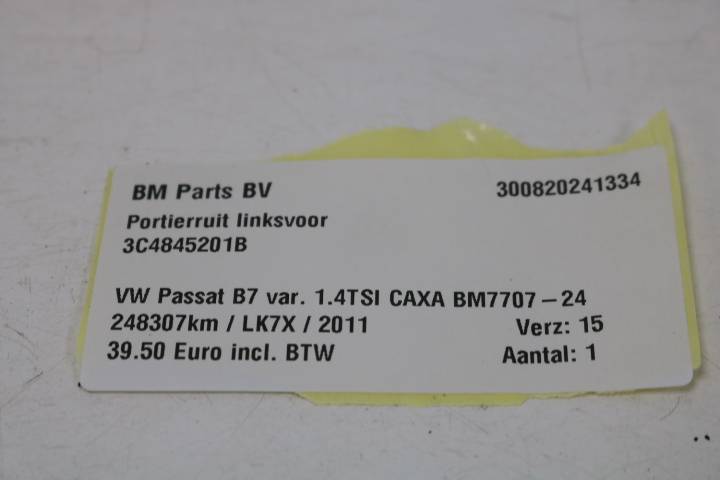 BM Parts BV 300820241334
Portierruit linksvoor
3C4845201B
VW Passat B7 var. 1.4TSI CAXA BM7707-24
248307km / LK7X / 2011 Verz: 15
39.50 Euro incl. BTW Aantal: 1